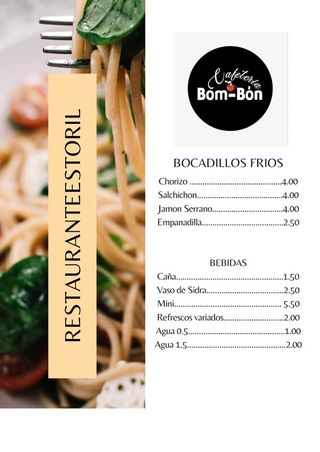 RESTAURANTEESTORIL
Cafetería
Bom-Bón
BOCADILLOS FRIOS
Chorizo ..........................................4.00
Salchichon.......................................4.00
Jamon Serrano.................................4.00
Empanadilla.....................................2.50
BEBIDAS
Caña.................................................1.50
Vaso de Sidra...................................2.50
Mini.................................................. 5.50
Refrescos variados...........................2.00
Agua 0.5............................................1.00
Agua 1.5.............................................2.00